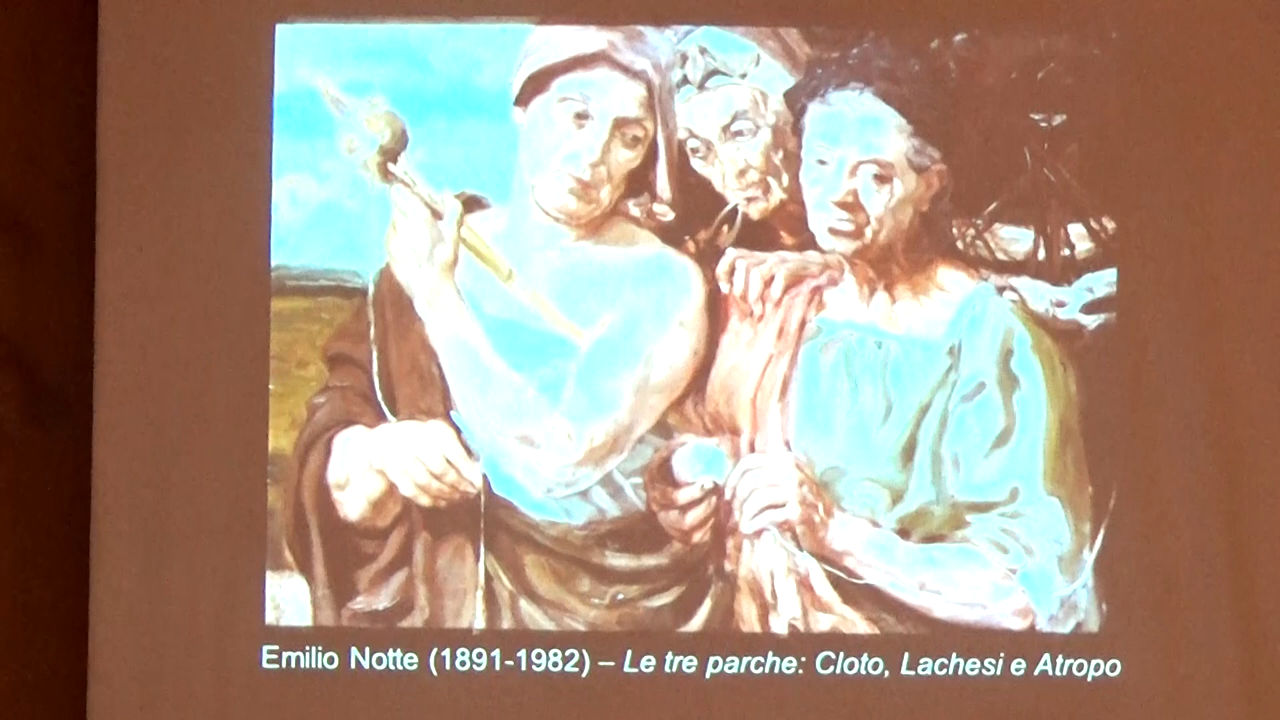 Emilio Notte (1891-1982) – Le tre parche: Cloto, Lachesi e Atropo